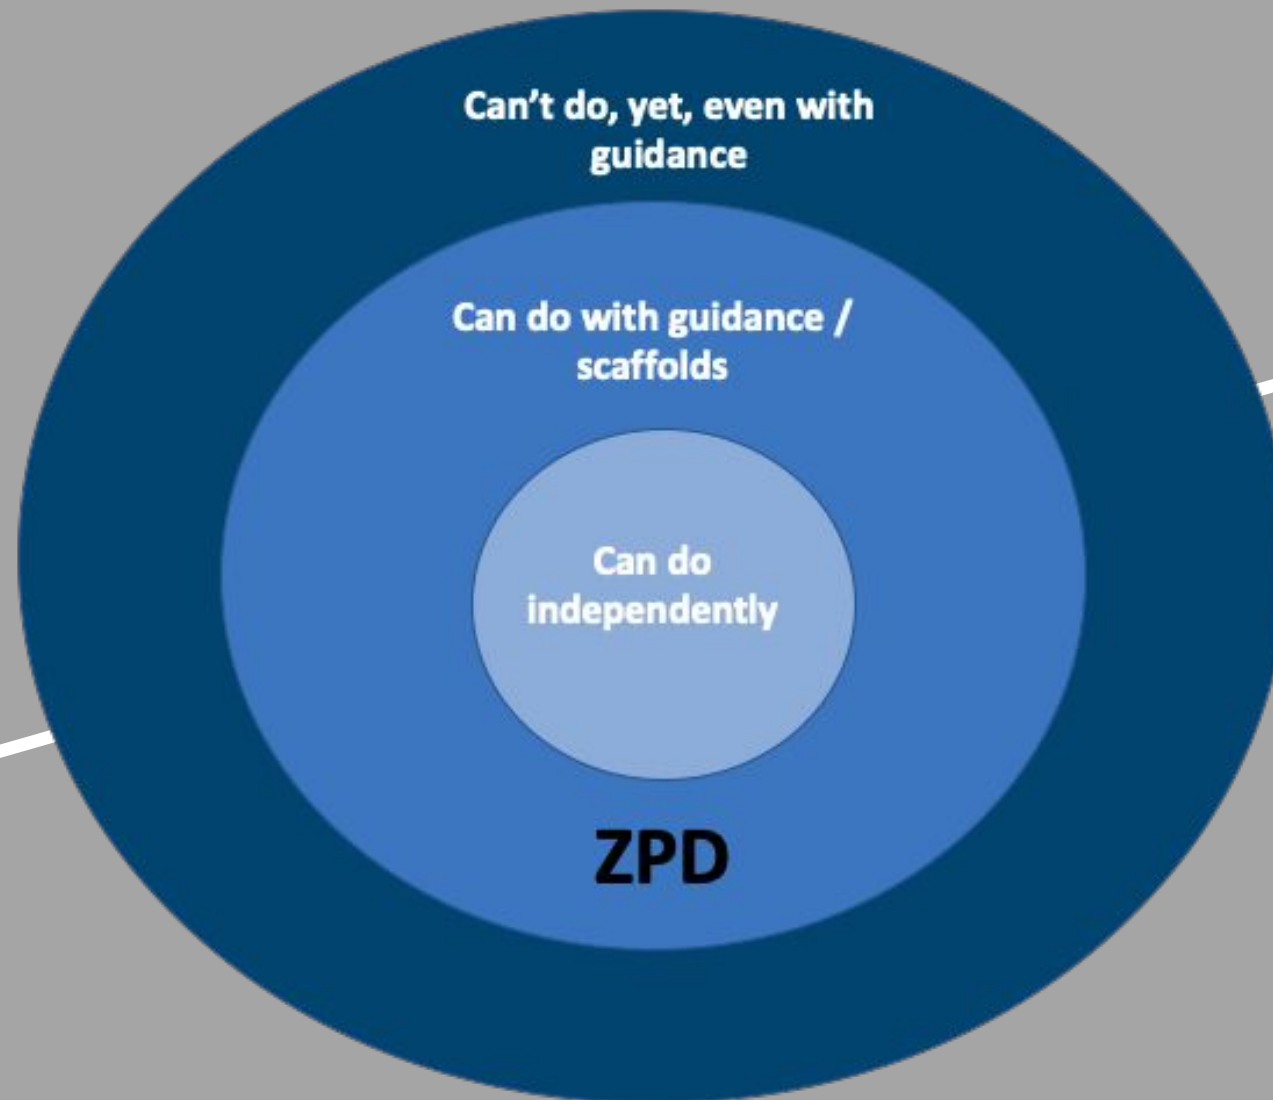 Can’t do, yet, even with
guidance
Can do with guidance /
scaffolds
Can do
independently
ZPD